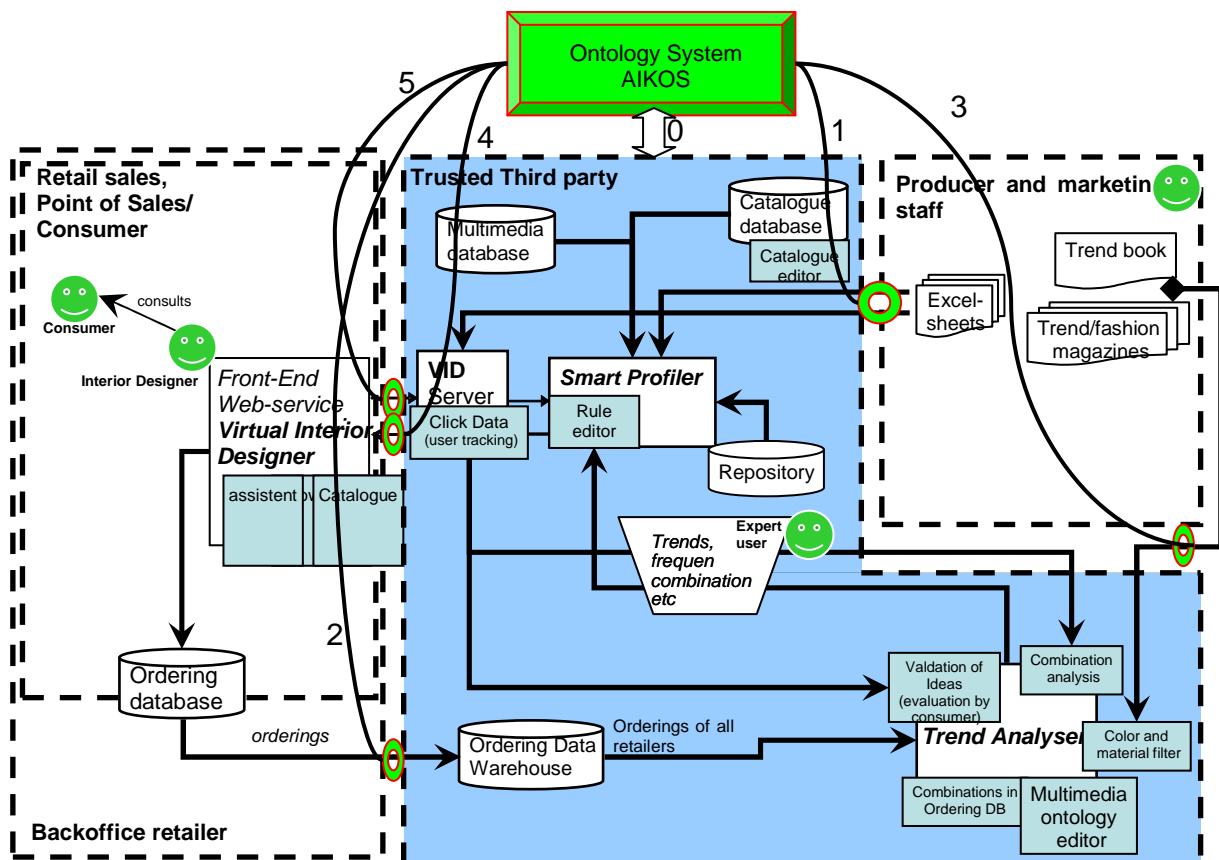 Ontology System
AIKOS
5
4
0
1
3
Retail sales,
Point of Sales/
Consumer
Trusted Third party
Producer and marketin
staff
Multimedia
database
Catalogue
database
Catalogue
editor
Trend book
Excel-
sheets
Trend/fashion
magazines
consults
Consumer
Interior Designer
Front-End
Web-service
Virtual Interior
Designer
assistent
Catalogue
VID
Server
Click Data
(user tracking)
Smart Profiler
Rule
editor
Repository
Expert
user
Trends,
frequen
combination
etc
2
Ordering
database
orderings
Ordering Data
Warehouse
Orderings of all
retailers
Valdation of
Ideas
(evaluation by
consumer)
Combination
analysis
Trend Analyser
Color and
material filter
Combinations in
Ordering DB
Multimedia
ontology
editor
Backoffice retailer